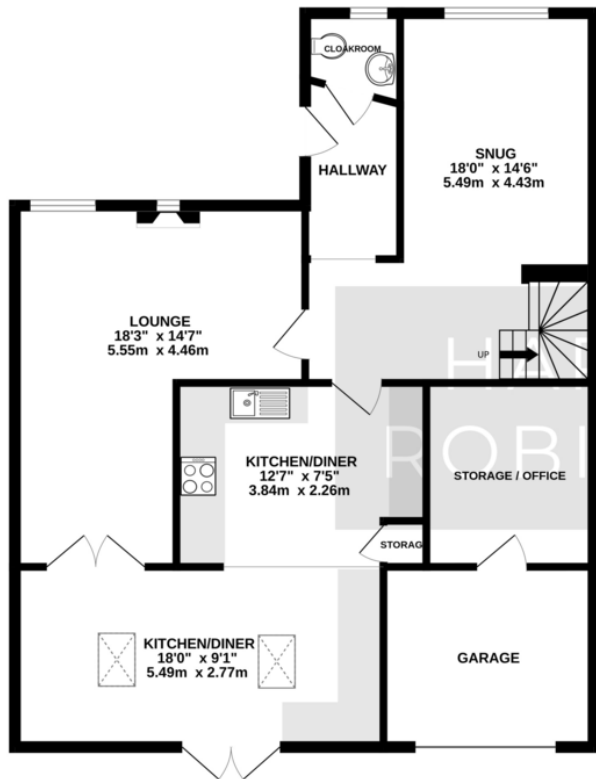 CLOAKROOM
SNUG
18'0" x 14'6"
5.49m x 4.43m
HALLWAY
LOUNGE
18'3" x 14'7"
5.55m x 4.46m
UP
HA
ROBI
KITCHEN/DINER
12'7" x 7'5"
3.84m x 2.26m
STORAGE / OFFICE
STORAG
KITCHEN/DINER
18'0" x 9'1"
5.49m x 2.77m
GARAGE